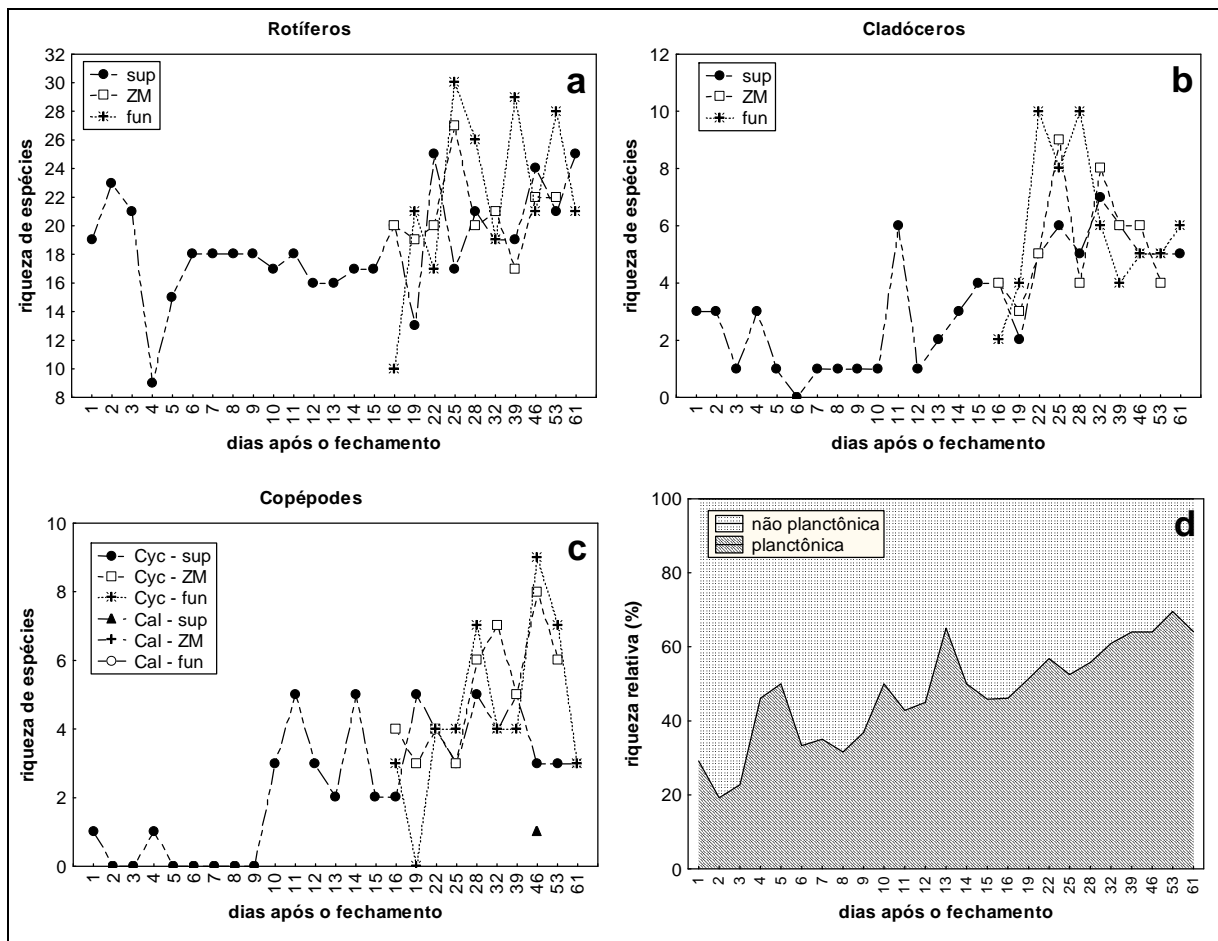 Rotíferos
a
sup
ZM
fun
riqueza de espécies
32
30
28
26
24
22
20
18
16
14
12
10
8
1 2 3 4 5 6 7 8 9 10 11 12 13 14 15 16 19 22 25 28 32 39 46 53 61
dias após o fechamento
Cladóceros
b
sup
ZM
fun
riqueza de espécies
12
10
8
6
4
2
0
1 2 3 4 5 6 7 8 9 10 11 12 13 14 15 16 19 22 25 28 32 39 46 53 61
dias após o fechamento
Copépodes
c
Cyc - sup
Cyc - ZM
Cyc - fun
Cal - sup
Cal - ZM
Cal - fun
riqueza de espécies
10
8
6
4
2
0
1 2 3 4 5 6 7 8 9 10 11 12 13 14 15 16 19 22 25 28 32 39 46 53 61
dias após o fechamento
d
não planctônica
planctônica
riqueza relativa (%)
100
80
60
40
20
0
1 2 3 4 5 6 7 8 9 10 11 12 13 14 15 16 19 22 25 28 32 39 46 53 61
dias após o fechamento